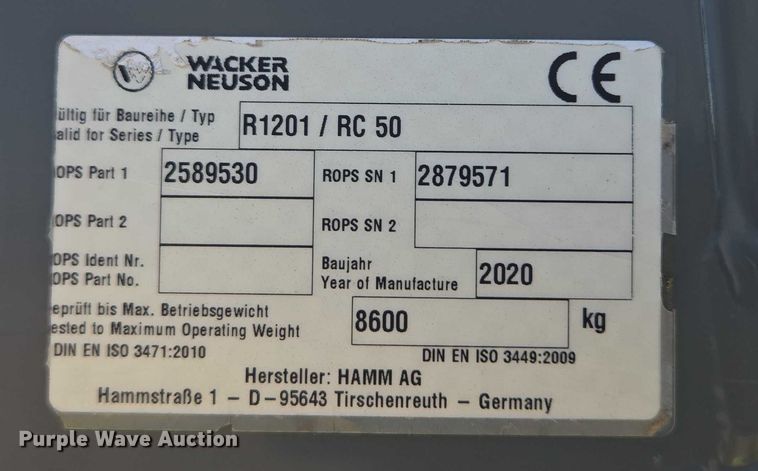 WACKER
NEUSON
CE
ültig für Baureihe / Typ
alid for Series / Type
R1201 / RC 50
OPS Part 1 2589530 ROPS SN 1 2879571
OPS Part 2 ROPS SN 2
OPS Ident Nr.
OPS Part No.
Baujahr
Year of Manufacture 2020
eprüft bis Max. Betriebsgewicht
ested to Maximum Operating Weight
8600 kg
DIN EN ISO 3471:2010 DIN EN ISO 3449:2009
Hersteller: HAMM AG
Hammstraße 1 - D-95643 Tirschenreuth - Germany
Purple Wave Auction